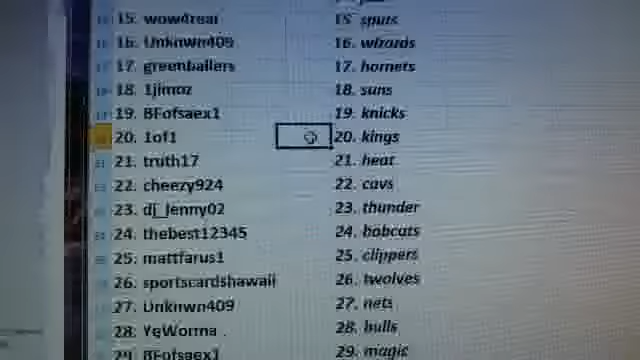 15. wow4real 15 spurs
16. Unknwn409 16. wizards
17. greenballers 17. hornets
18. 1jimoz 18. suns
19. BFofsaex1 19. knicks
20. 1of1 20. kings
21. truth17 21. heat
22. cheezy924 22. cavs
23. dj_jenny02 23. thunder
24. thebest12345 24. bobcats
25. mattfarus1 25. clippers
26. sportscardshawaii 26. twolves
27. Unknwn409 27. nets
28. YeWorma 28. bulls
29. BFofsaex1 29. magic